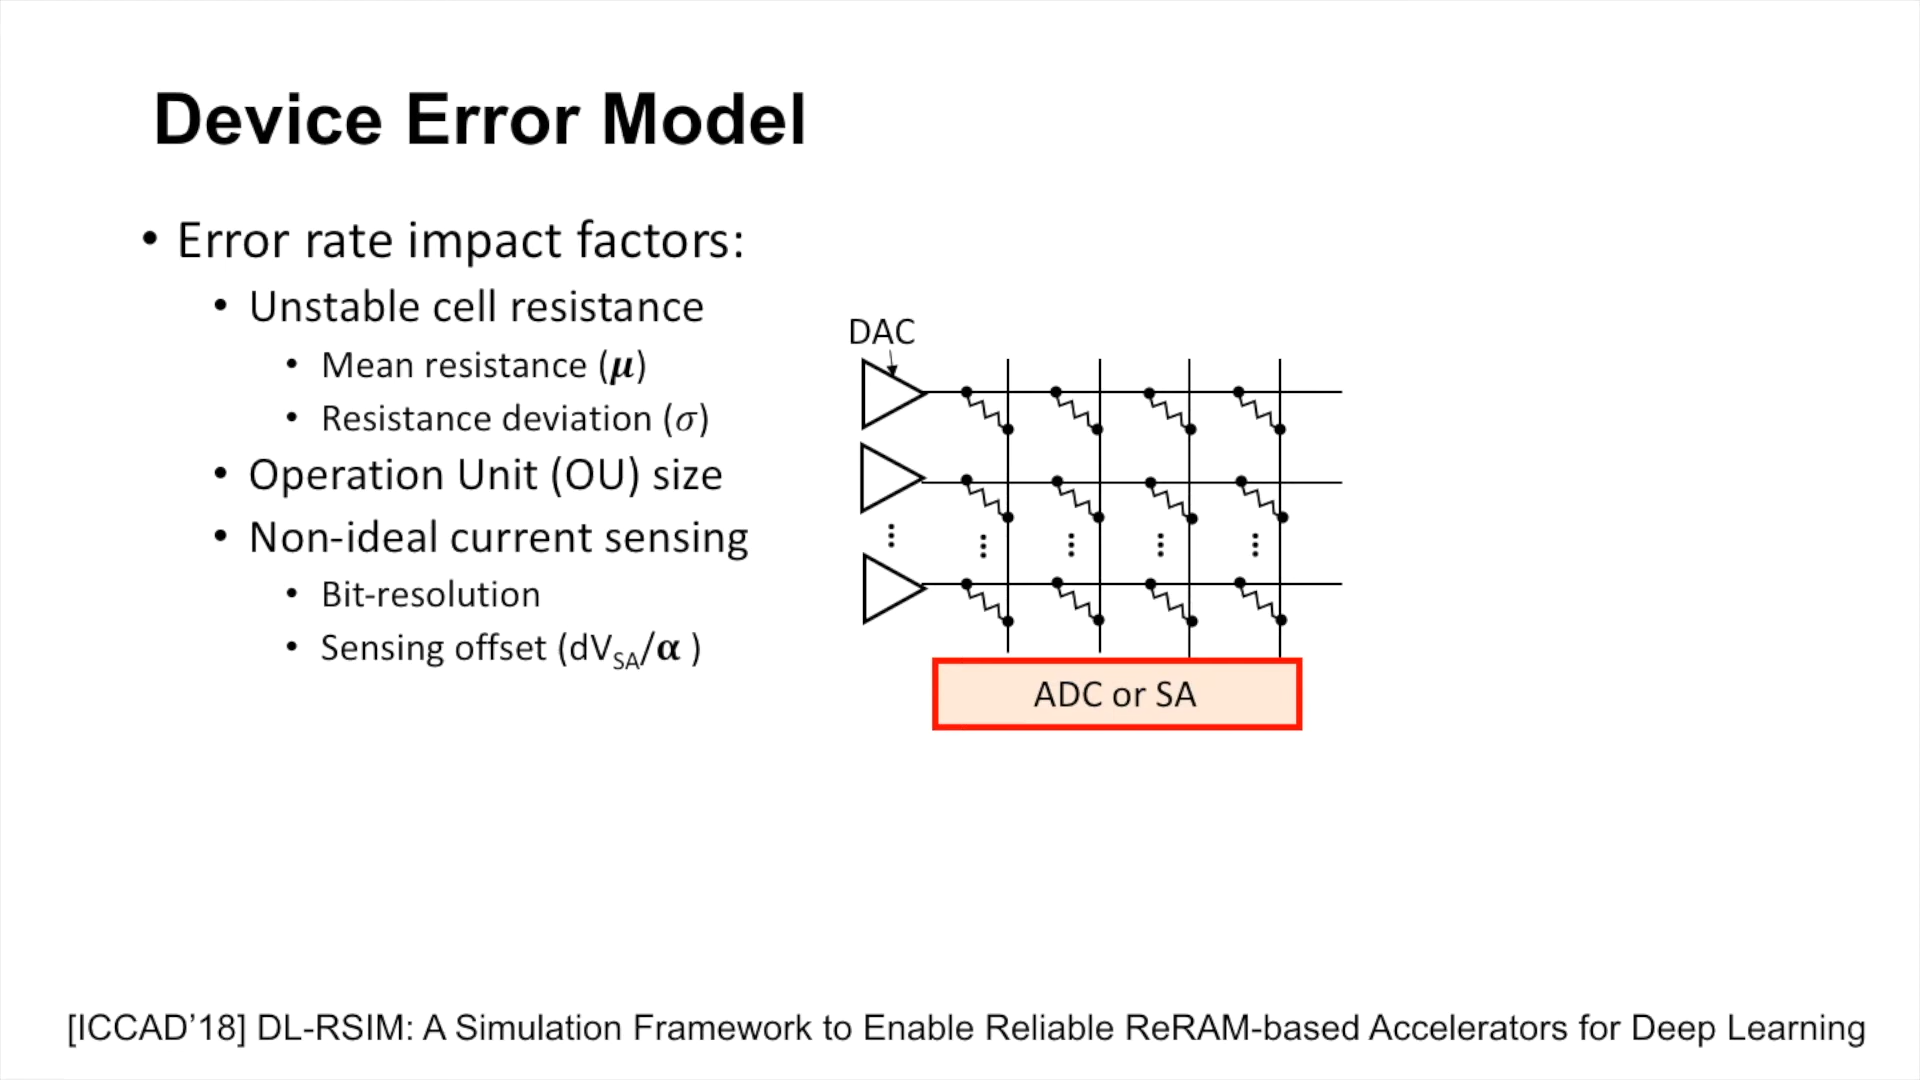 Device Error Model
• Error rate impact factors:
• Unstable cell resistance
• Mean resistance (μ)
• Resistance deviation (σ)
• Operation Unit (OU) size
• Non-ideal current sensing
• Bit-resolution
• Sensing offset (dVSA/α )
DAC
ADC or SA
[ICCAD’18] DL-RSIM: A Simulation Framework to Enable Reliable ReRAM-based Accelerators for Deep Learning